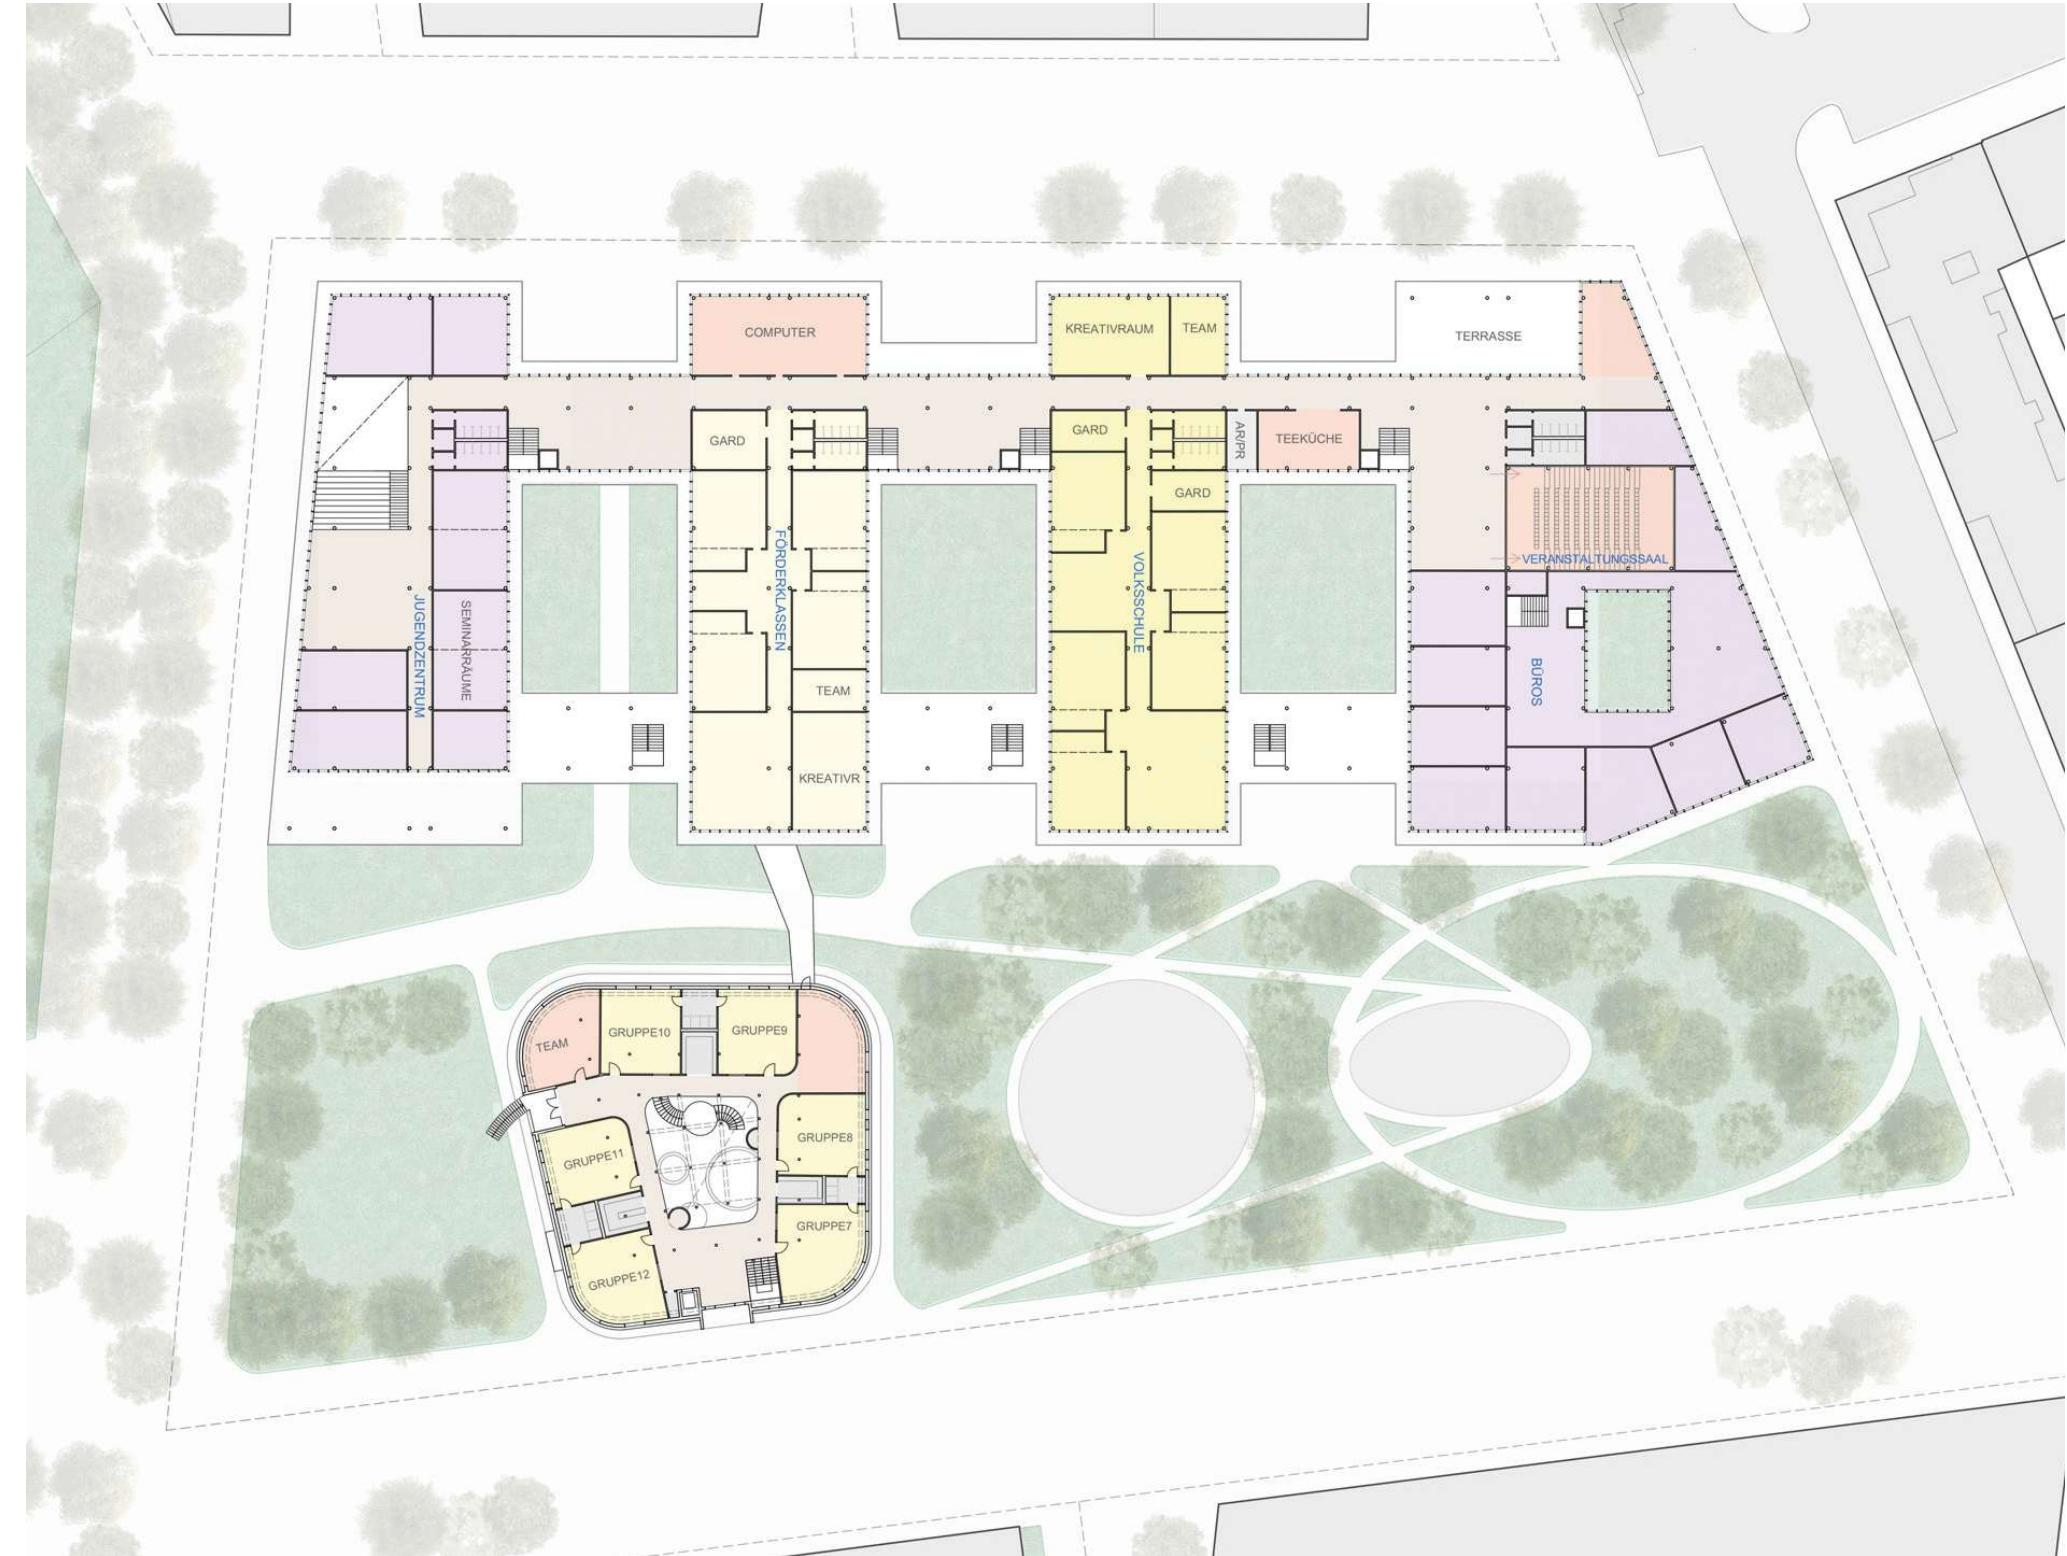 COMPUTER
KREATIVRAUM
TEAM
TERRASSE
GARD
GARD
AR/PR
TEEKÜCHE
GARD
VERANSTALTUNGSSAAL
FÖRDERKLASSEN
VOLKSSCHULE
JUGENDZENTRUM
SEMINARRÄUME
BÜROS
TEAM
KREATIVR
TEAM
GRUPPE10
GRUPPE9
GRUPPE8
GRUPPE11
GRUPPE7
GRUPPE12